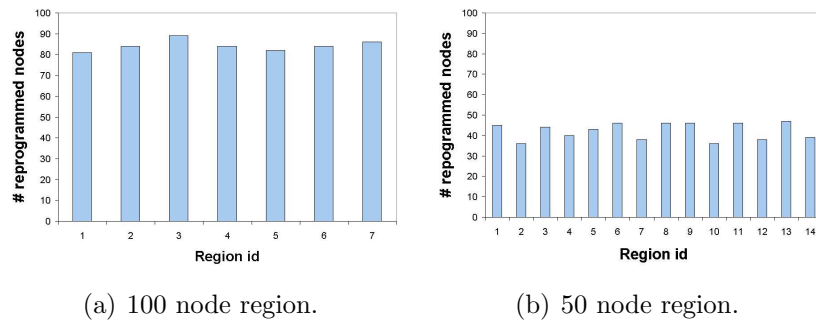 100
90
80
70
60
50
40
30
20
10
0
# reprogrammed nodes
1 2 3 4 5 6 7
Region id
(a) 100 node region.
100
90
80
70
60
50
40
30
20
10
0
# repogrammed nodes
1 2 3 4 5 6 7 8 9 10 11 12 13 14
Region id
(b) 50 node region.